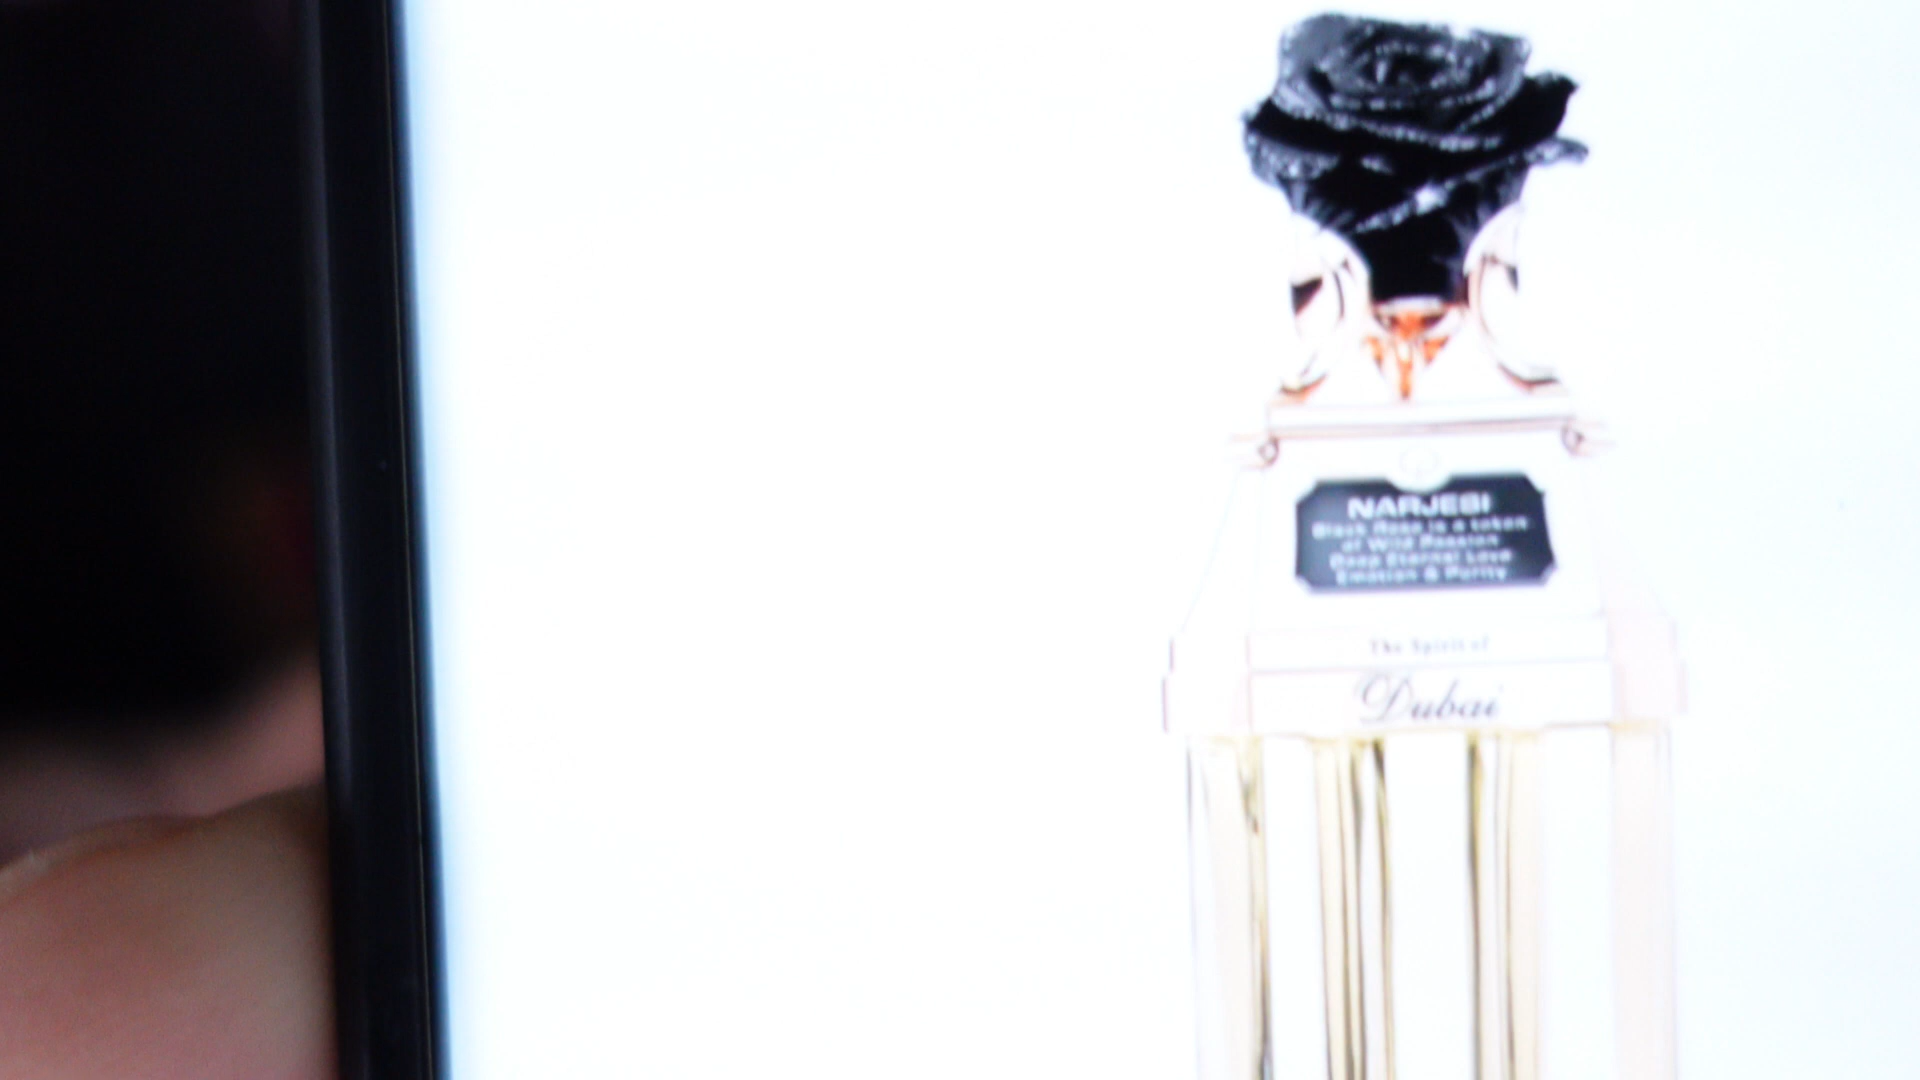 NARJESI
Black Rose is a token
of Wild Passion
Deep Eternal Love
Emotion & Purity
The Spirit of
Dubai